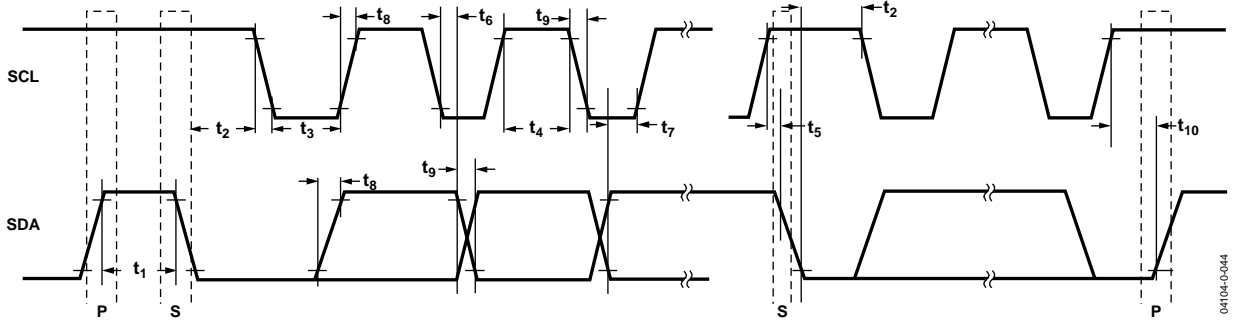 t8 t6 t9 t2
SCL
t2 t3 t4 t7 t5 t10
t9
t8
SDA
t1
P S S P
04104-0-044